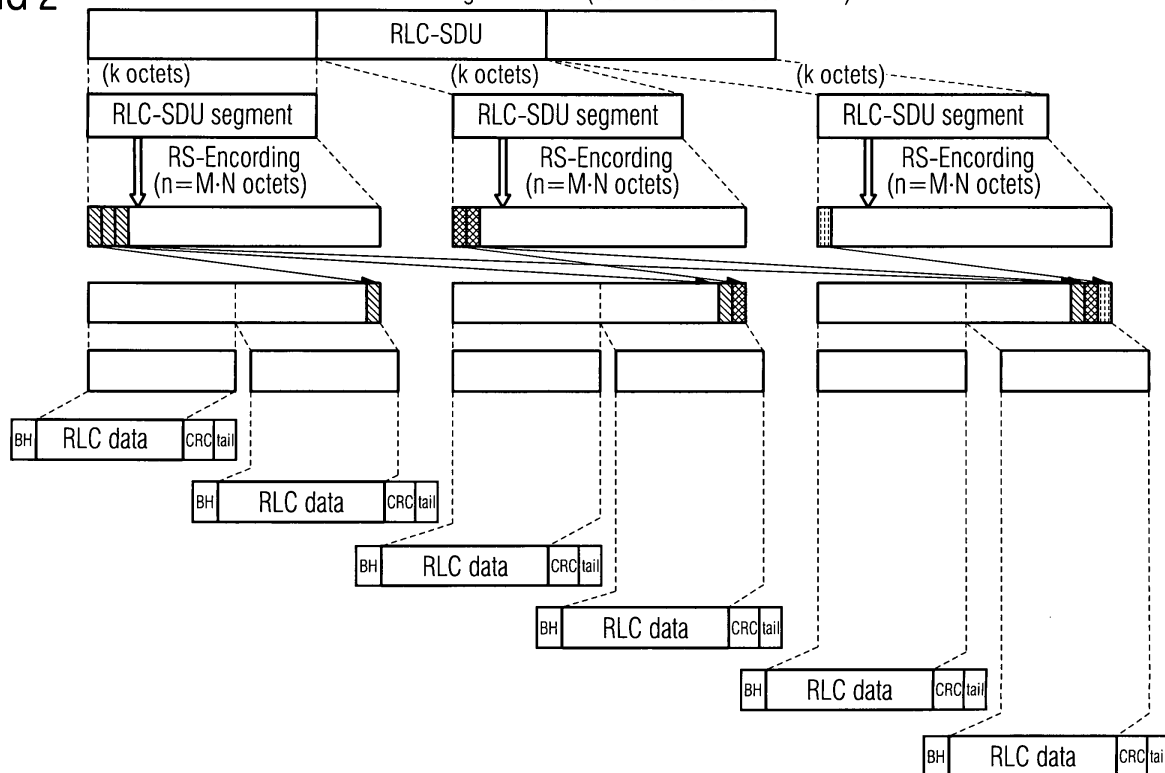 RLC-SDU
(k octets) (k octets) (k octets)
RLC-SDU segment RLC-SDU segment RLC-SDU segment
RS-Encording RS-Encording RS-Encording
(n=M·N octets) (n=M·N octets) (n=M·N octets)
BH RLC data CRC tail
BH RLC data CRC tail
BH RLC data CRC tail
BH RLC data CRC tail
BH RLC data CRC tail
BH RLC data CRC tai